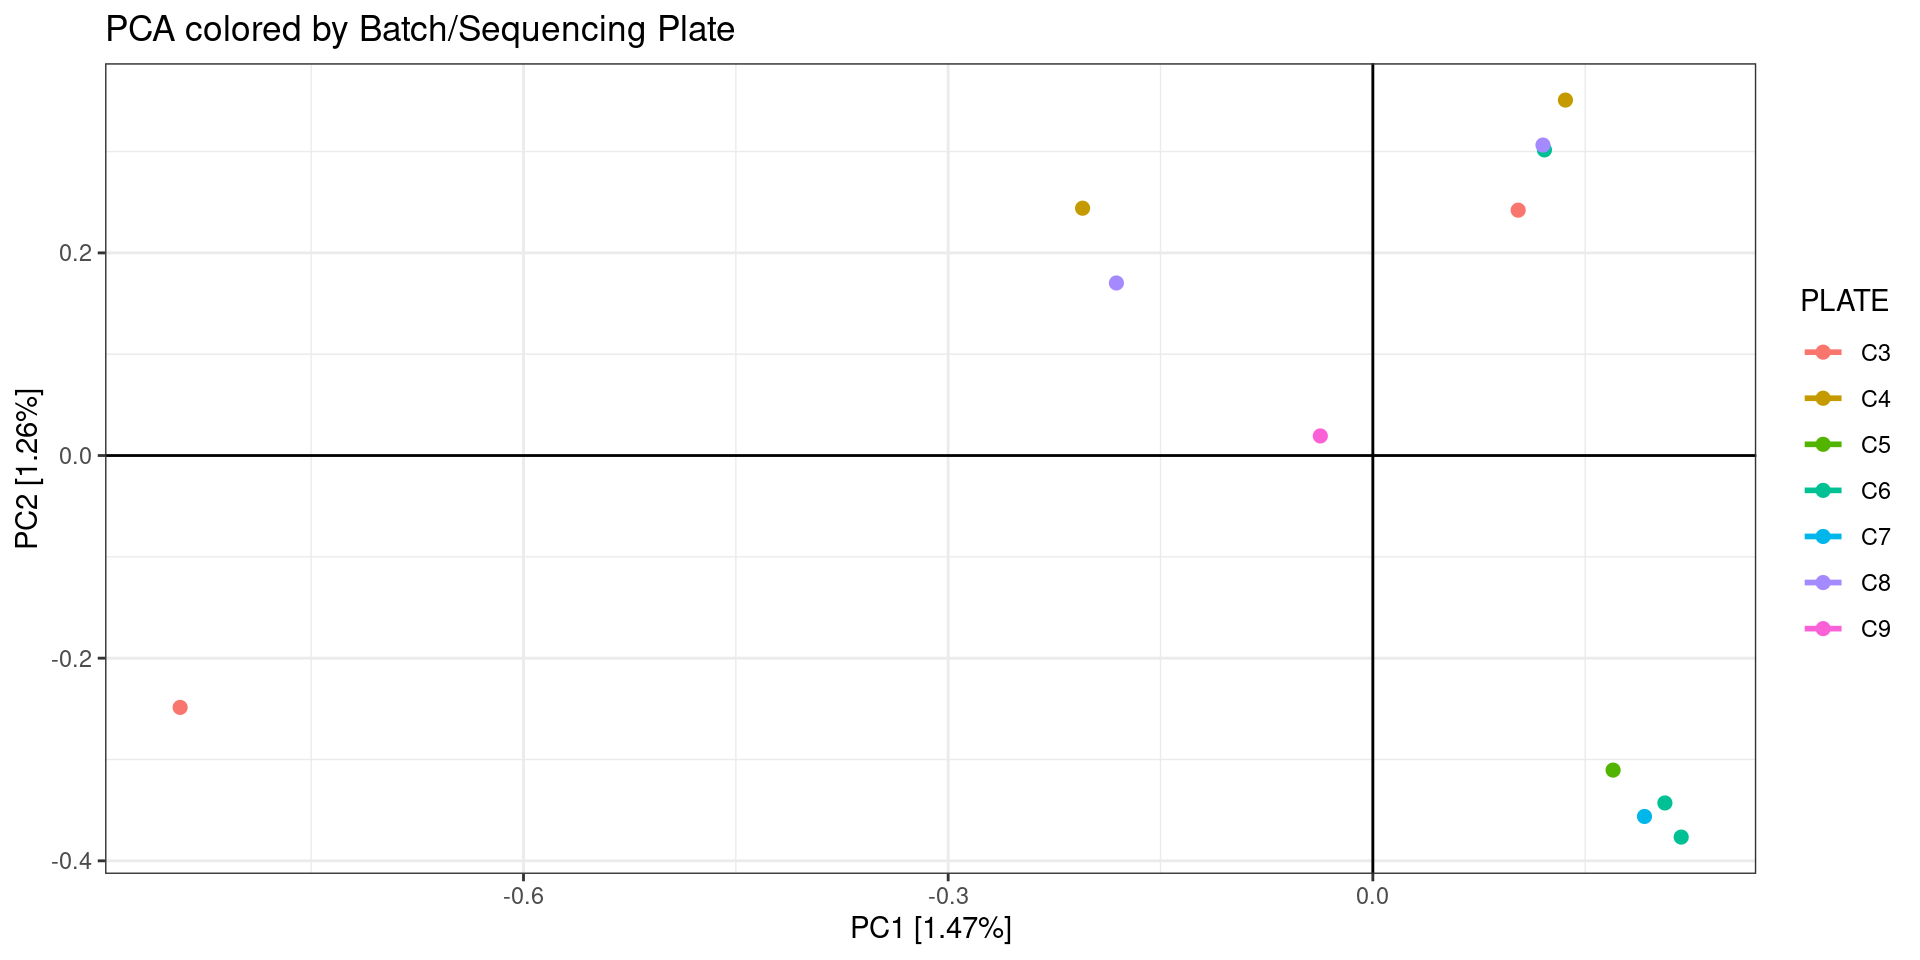 PCA colored by Batch/Sequencing Plate
PC2 [1.26%]
0.2
0.0
-0.2
-0.4
-0.6
-0.3
0.0
PC1 [1.47%]
PLATE
C3
C4
C5
C6
C7
C8
C9